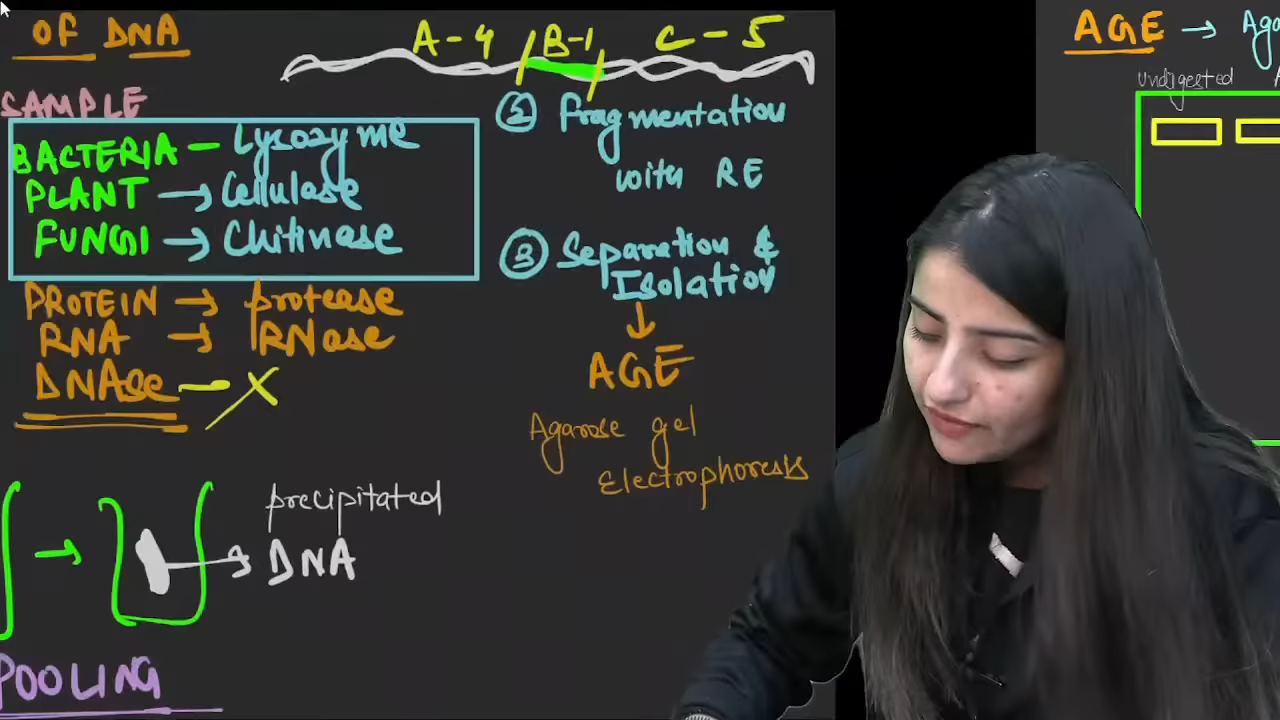 OF DNA
SAMPLE
BACTERIA - Lysozyme
PLANT → Cellulase
FUNGI → Chitinase
PROTEIN → protease
RNA → RNase
DNAse - X
precipitated
→ DNA
POOLING
A-4 B-1 C-5
② fragmentation
with RE
③ Separation &
Isolation
↓
AGE
Agarose gel
Electrophoresis
AGE → Aga
Undigested